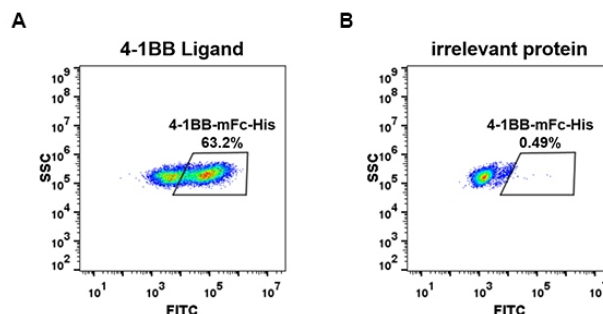 A
4-1BB Ligand
10⁹
10⁸
10⁷
10⁶
10⁵
10⁴
10³
10²
SSC
4-1BB-mFc-His
63.2%
10¹
10³
10⁵
10⁷
FITC
B
irrelevant protein
10⁹
10⁸
10⁷
10⁶
10⁵
10⁴
10³
10²
SSC
4-1BB-mFc-His
0.49%
10¹
10³
10⁵
10⁷
FITC